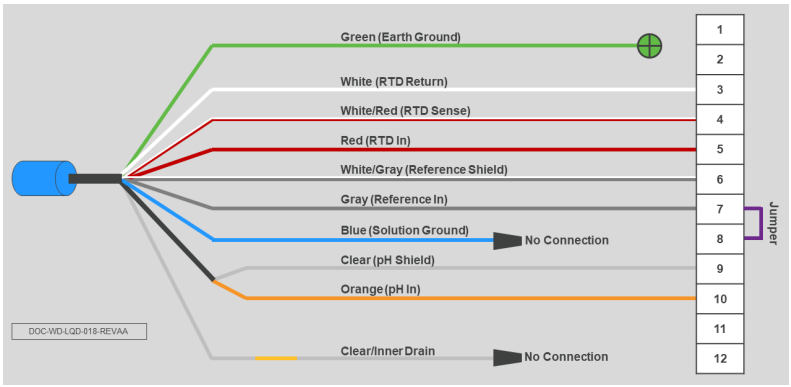 Green (Earth Ground)
1
2
White (RTD Return)
3
White/Red (RTD Sense)
4
Red (RTD In)
5
White/Gray (Reference Shield)
6
Gray (Reference In)
7
Jumper
Blue (Solution Ground)
No Connection
8
Clear (pH Shield)
9
Orange(pH In)
10
DOC-WD-LQD-018-REVAA
11
Clear/Inner Drain
No Connection
12